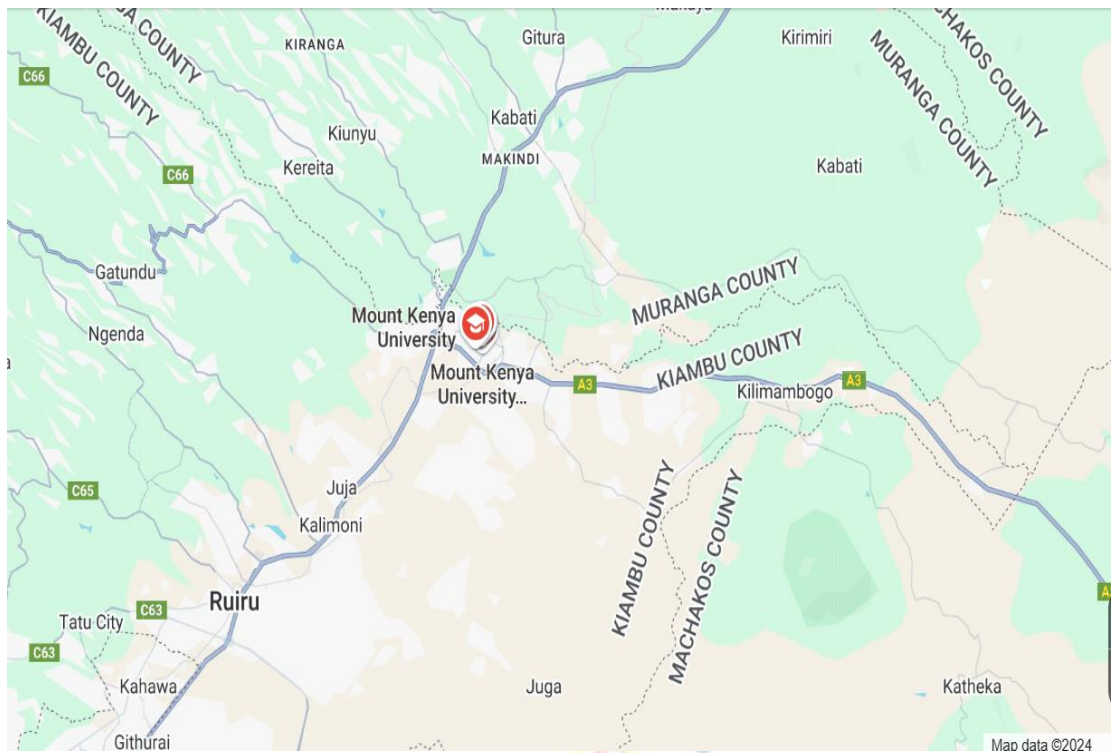 Gitura
Kirimiri
KIRANGA
C66
KIAMBU COUNTY
MURANGA COUNTY
MACHAKOS COUNTY
Kabati
Kiunyu
MAKINDI
Kereita
Kabati
C66
Gatundu
MURANGA COUNTY
Mount Kenya
University
Ngenda
KIAMBU COUNTY
Mount Kenya
University...
A3
A3
Kilimambogo
C65
Juja
Kalimoni
KIAMBU COUNTY
MACHAKOS COUNTY
Ruiru
C63
Tatu City
C63
Kahawa
Juga
Katheka
Githurai
Map data ©2024